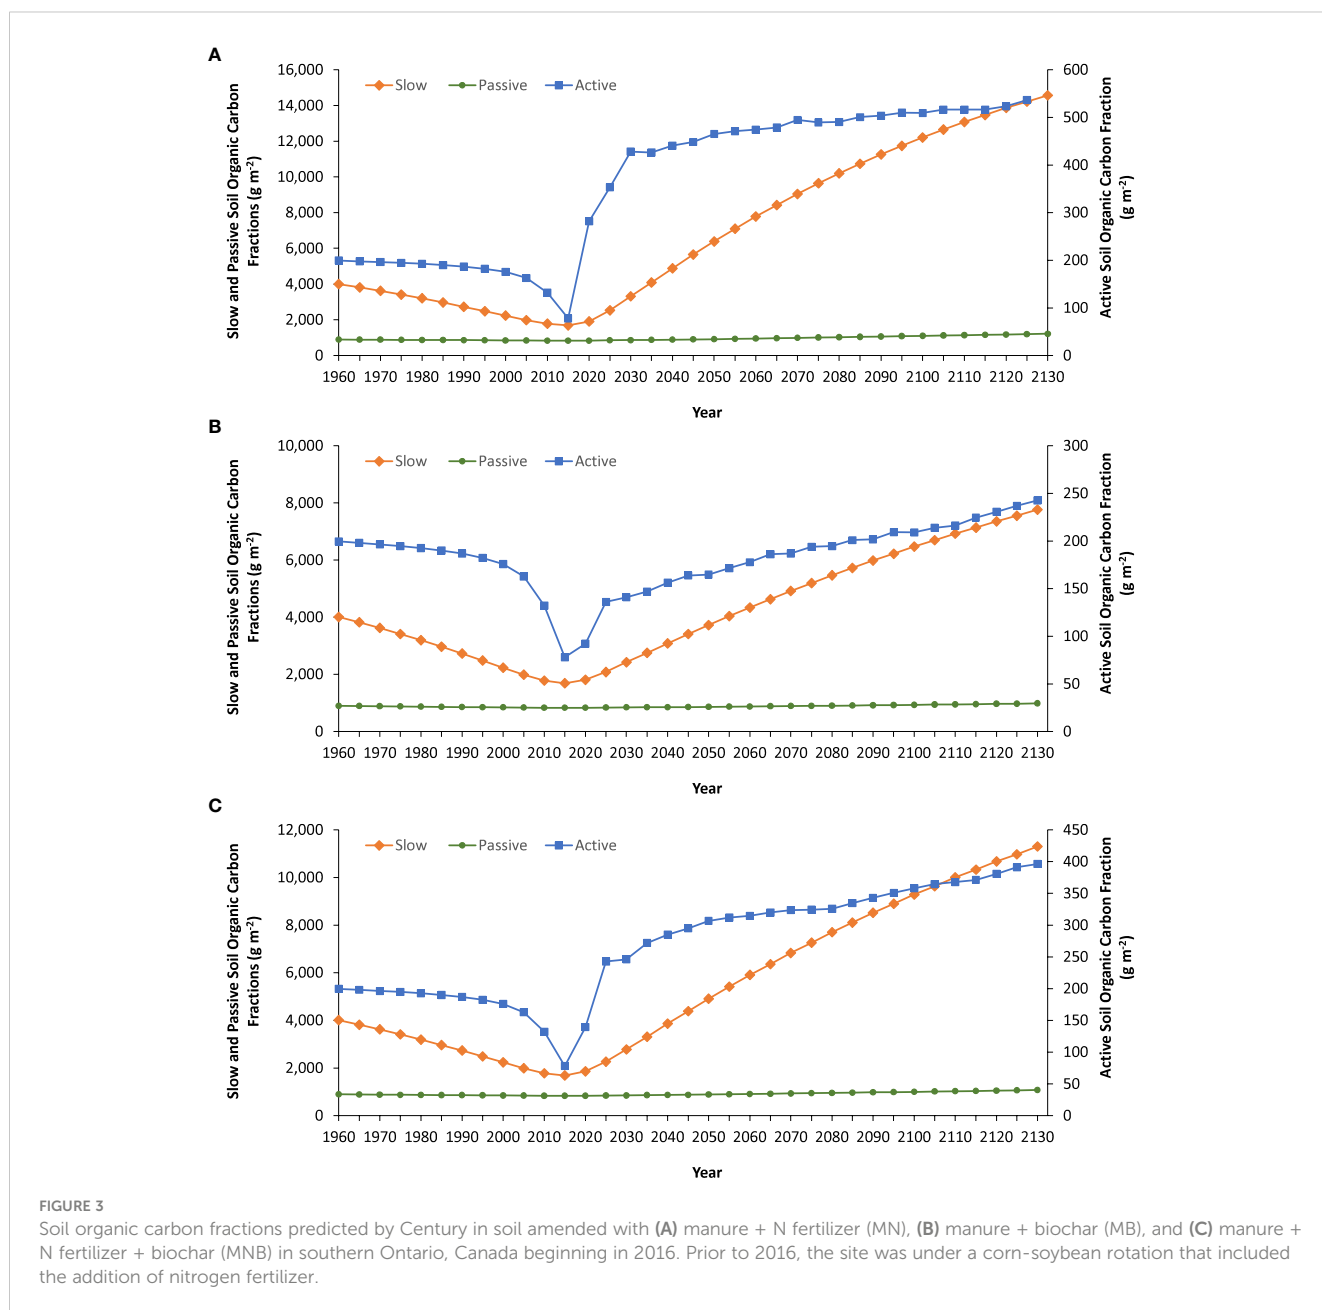 A
Slow and Passive Soil Organic Carbon
Fractions (g m⁻²)
16,000
14,000
12,000
10,000
8,000
6,000
4,000
2,000
0
Slow Passive Active
600
500
400
300
200
100
0
Active Soil Organic Carbon Fraction
(g m⁻²)
1960 1970 1980 1990 2000 2010 2020 2030 2040 2050 2060 2070 2080 2090 2100 2110 2120 2130
Year
B
Slow and Passive Soil Organic Carbon
Fractions (g m⁻²)
10,000
8,000
6,000
4,000
2,000
0
Slow Passive Active
300
250
200
150
100
50
0
Active Soil Organic Carbon Fraction
(g m⁻²)
1960 1970 1980 1990 2000 2010 2020 2030 2040 2050 2060 2070 2080 2090 2100 2110 2120 2130
Year
C
Slow and Passive Soil Organic Carbon
Fractions (g m⁻²)
12,000
10,000
8,000
6,000
4,000
2,000
0
Slow Passive Active
450
400
350
300
250
200
150
100
50
0
Active Soil Organic Carbon Fraction
(g m⁻²)
1960 1970 1980 1990 2000 2010 2020 2030 2040 2050 2060 2070 2080 2090 2100 2110 2120 2130
Year
FIGURE 3
Soil organic carbon fractions predicted by Century in soil amended with (A) manure + N fertilizer (MN), (B) manure + biochar (MB), and (C) manure +
N fertilizer + biochar (MNB) in southern Ontario, Canada beginning in 2016. Prior to 2016, the site was under a corn-soybean rotation that included
the addition of nitrogen fertilizer.